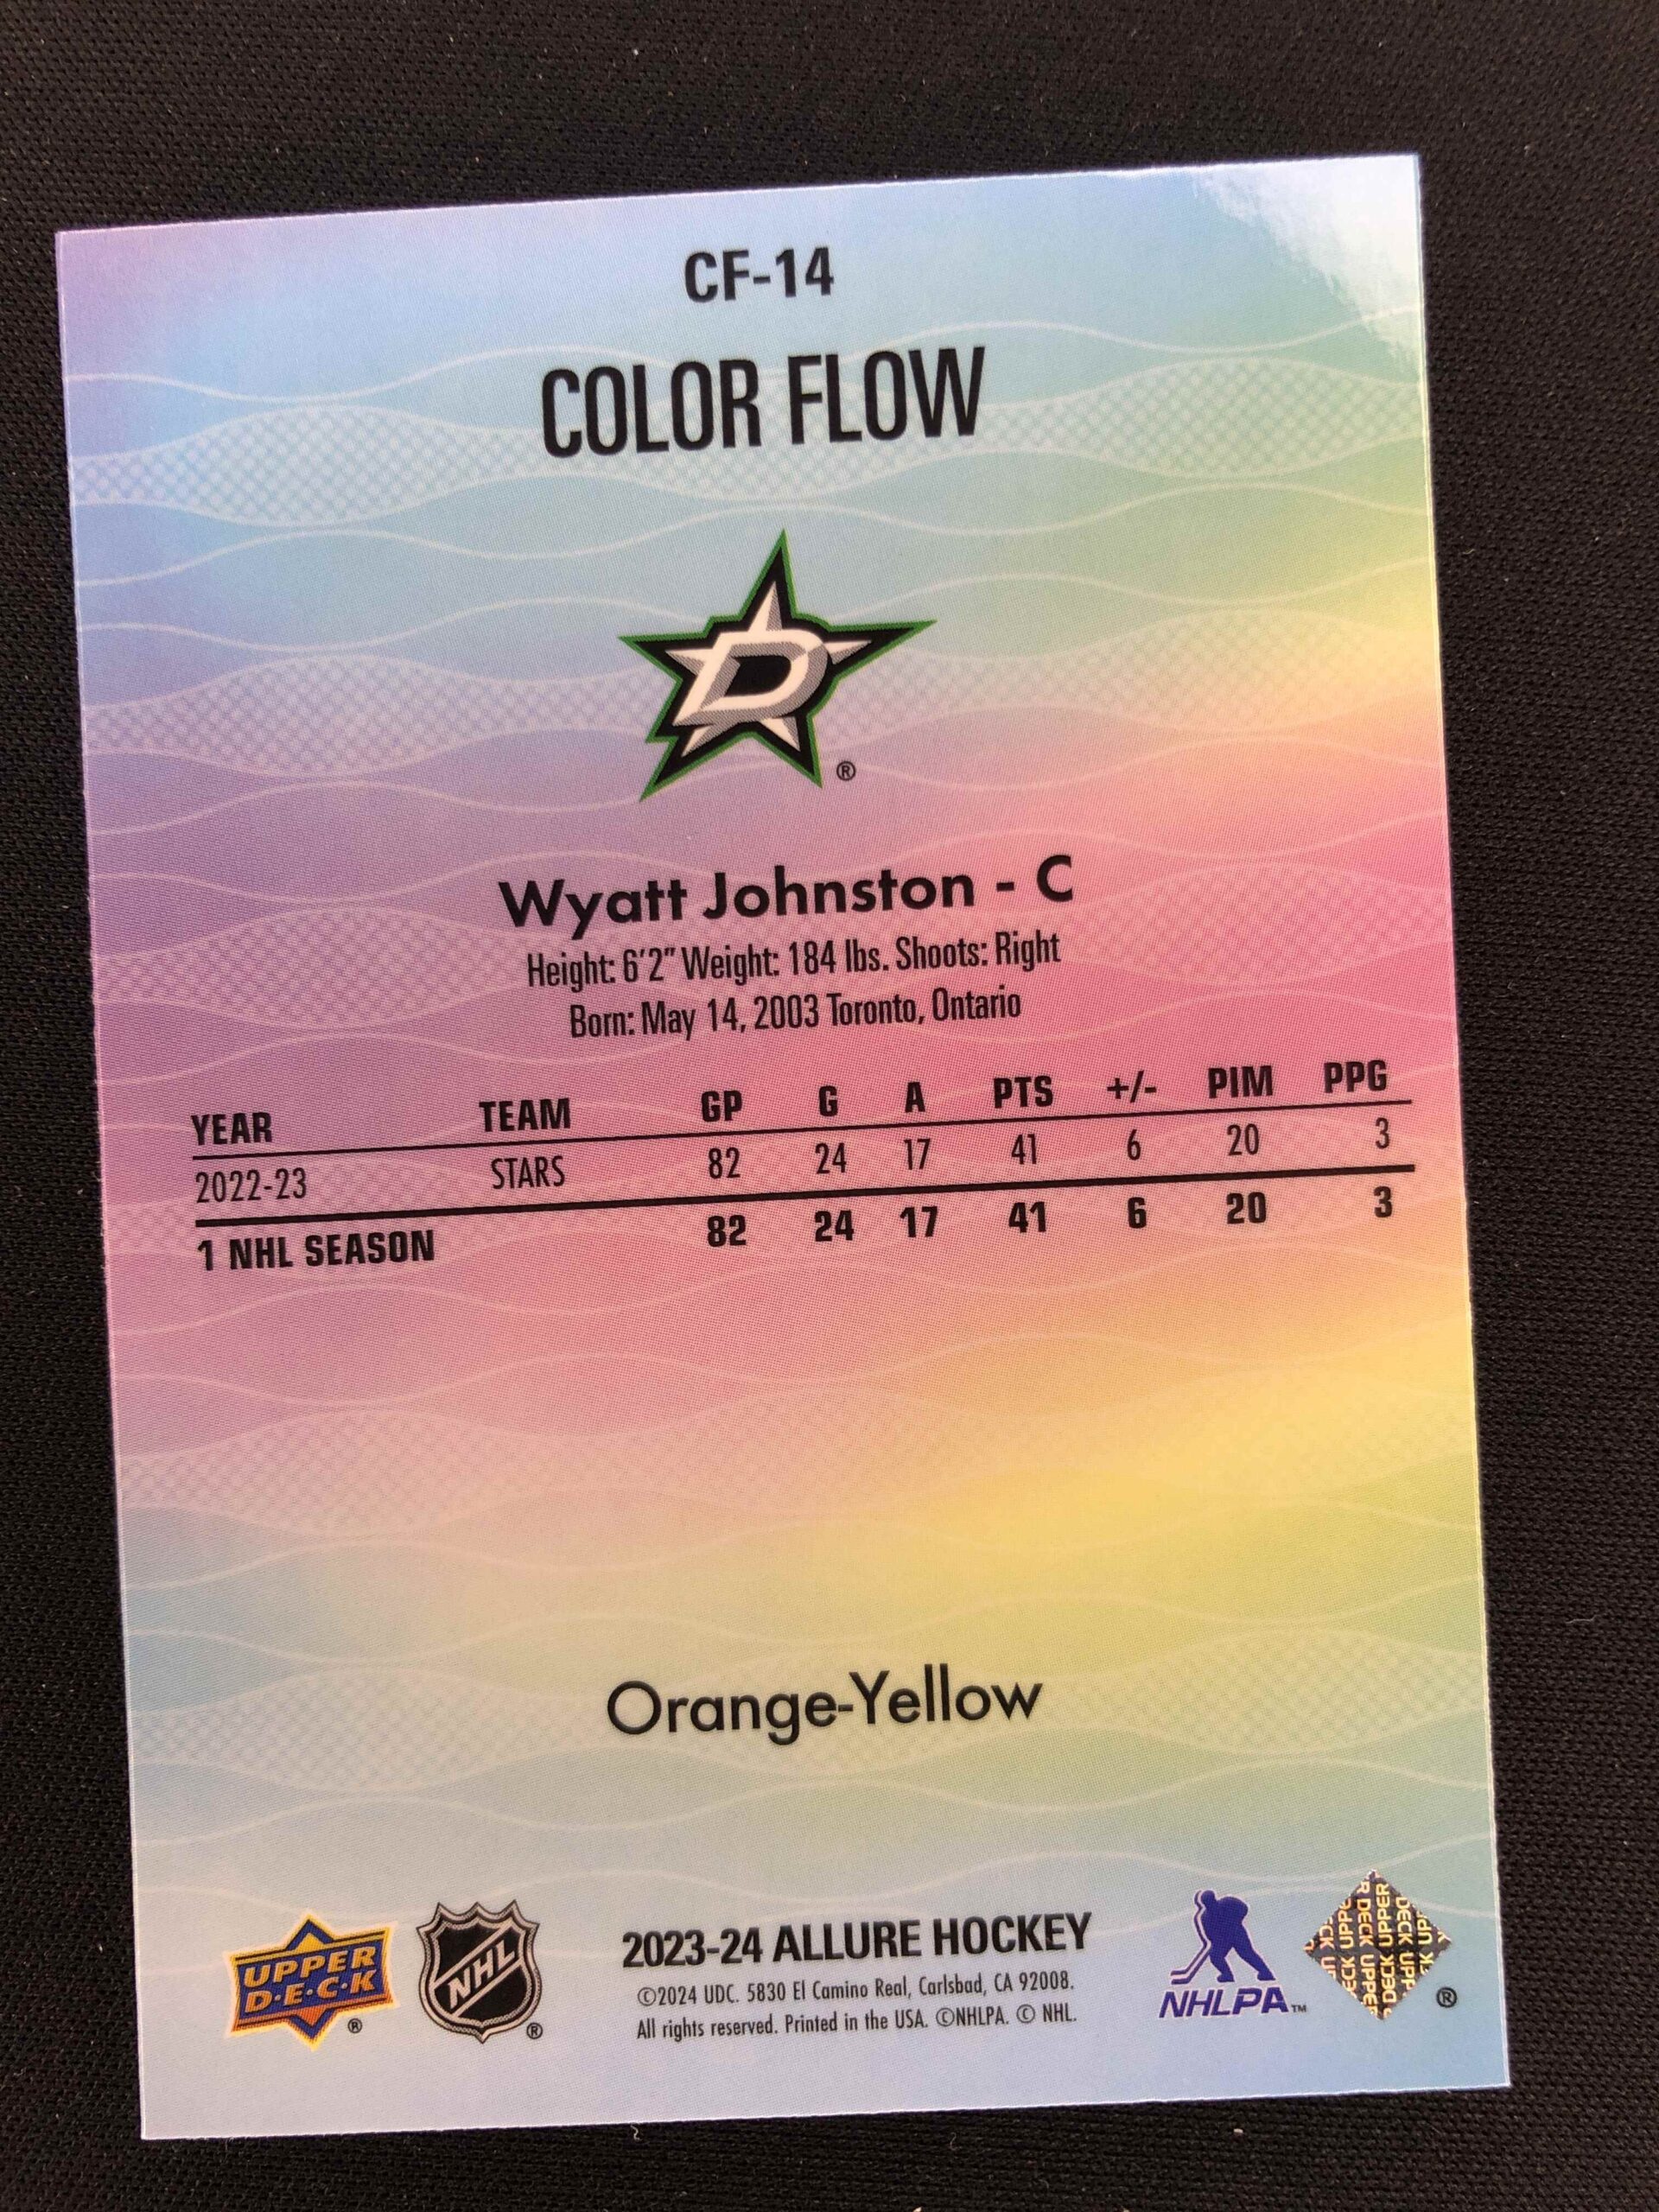 CF-14
COLOR FLOW
D
®
Wyatt Johnston - C
Height: 6'2" Weight: 184 lbs. Shoots: Right
Born: May 14, 2003 Toronto, Ontario
YEAR TEAM GP G A PTS +/- PIM PPG
2022-23 STARS 82 24 17 41 6 20 3
1 NHL SEASON 82 24 17 41 6 20 3
Orange-Yellow
UPPER
D·E·C·K
®
NHL
®
2023-24 ALLURE HOCKEY
©2024 UDC. 5830 El Camino Real, Carlsbad, CA 92008.
All rights reserved. Printed in the USA. ©NHLPA. © NHL.
NHLPA™
UPPER DECK
®